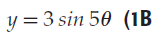 y = 3 sin 5θ (1B